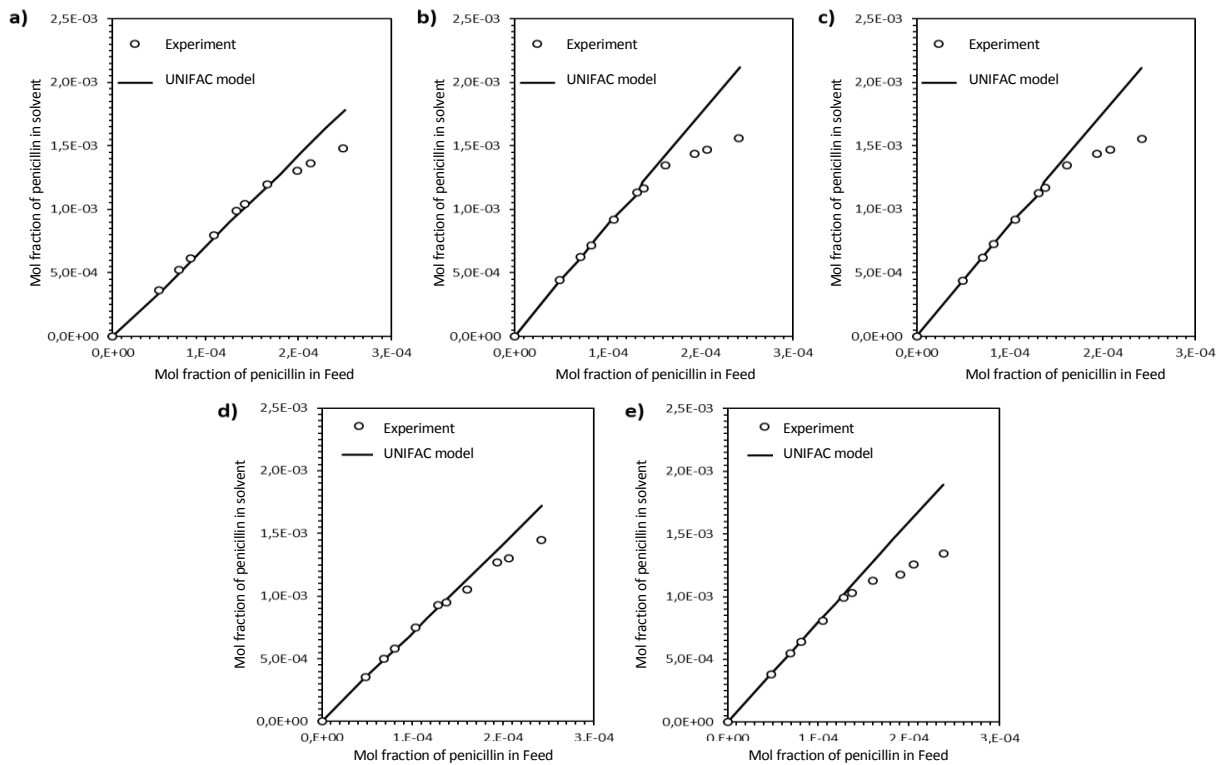 a)
2,5E-03
2,0E-03
1,5E-03
1,0E-03
5,0E-04
0,0E+00
Mol fraction of penicillin in solvent
Experiment
UNIFAC model
0,E+00
1,E-04
2,E-04
3,E-04
Mol fraction of penicillin in Feed
b)
2,5E-03
2,0E-03
1,5E-03
1,0E-03
5,0E-04
0,0E+00
Mol fraction of penicillin in solvent
Experiment
UNIFAC model
0,E+00
1,E-04
2,E-04
3,E-04
Mol fraction of penicillin in Feed
c)
2,5E-03
2,0E-03
1,5E-03
1,0E-03
5,0E-04
0,0E+00
Mol fraction of penicillin in solvent
Experiment
UNIFAC model
0,E+00
1,E-04
2,E-04
3,E-04
Mol fraction of penicillin in Feed
d)
2,5E-03
2,0E-03
1,5E-03
1,0E-03
5,0E-04
0,0E+00
Mol fraction of penicillin in solvent
Experiment
UNIFAC model
0,E+00
1,E-04
2,E-04
3,E-04
Mol fraction of penicillin in Feed
e)
2,5E-03
2,0E-03
1,5E-03
1,0E-03
5,0E-04
0,0E+00
Mol fraction of penicillin in solvent
Experiment
UNIFAC model
0,E+00
1,E-04
2,E-04
3,E-04
Mol fraction of penicillin in Feed